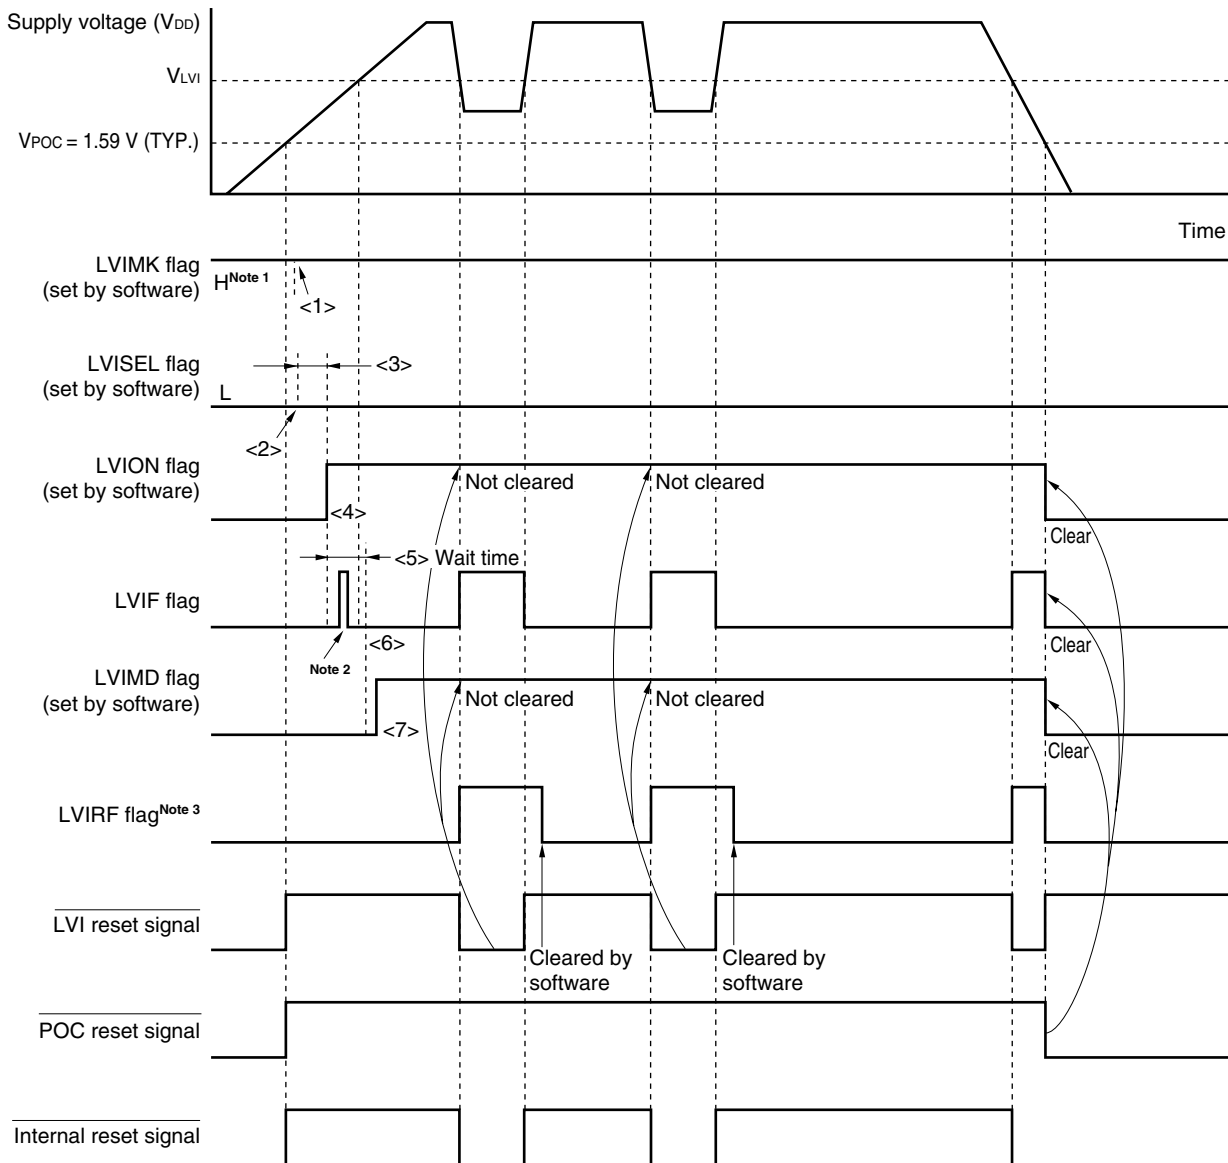 Supply voltage (VDD)
VLVI
VPOC = 1.59 V (TYP.)
Time
LVIMK flag
(set by software)
HNote 1
<1>
LVISEL flag
(set by software)
<3>
L
<2>
LVION flag
(set by software)
Not cleared
Not cleared
<4>
Clear
<5> Wait time
LVIF flag
Note 2
<6>
Clear
LVIMD flag
(set by software)
Not cleared
Not cleared
<7>
Clear
LVIRF flagNote 3
LVI reset signal
Cleared by
software
Cleared by
software
POC reset signal
Internal reset signal